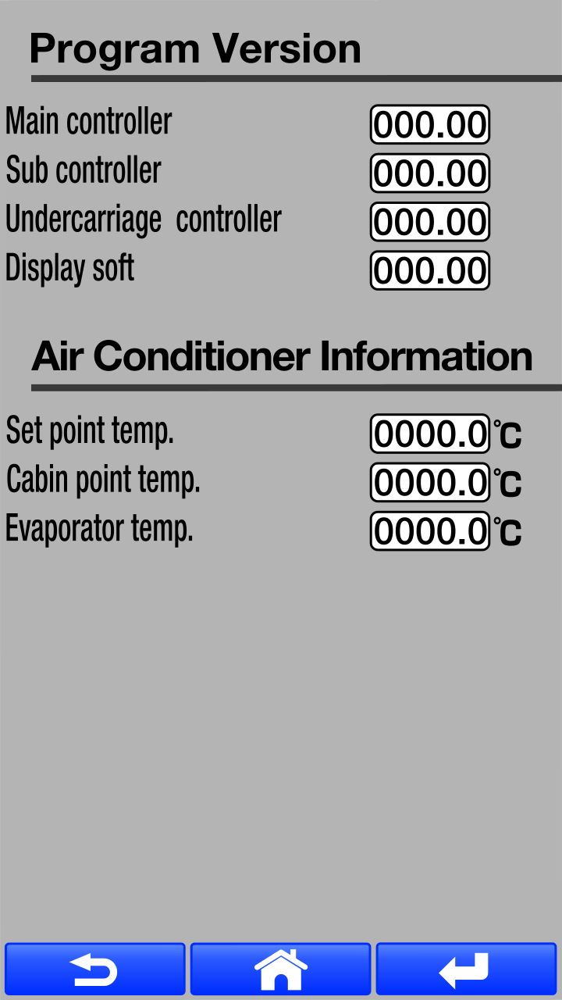 Program Version
Main controller 000.00
Sub controller 000.00
Undercarriage controller 000.00
Display soft 000.00
Air Conditioner Information
Set point temp. 0000.0 °C
Cabin point temp. 0000.0 °C
Evaporator temp. 0000.0 °C